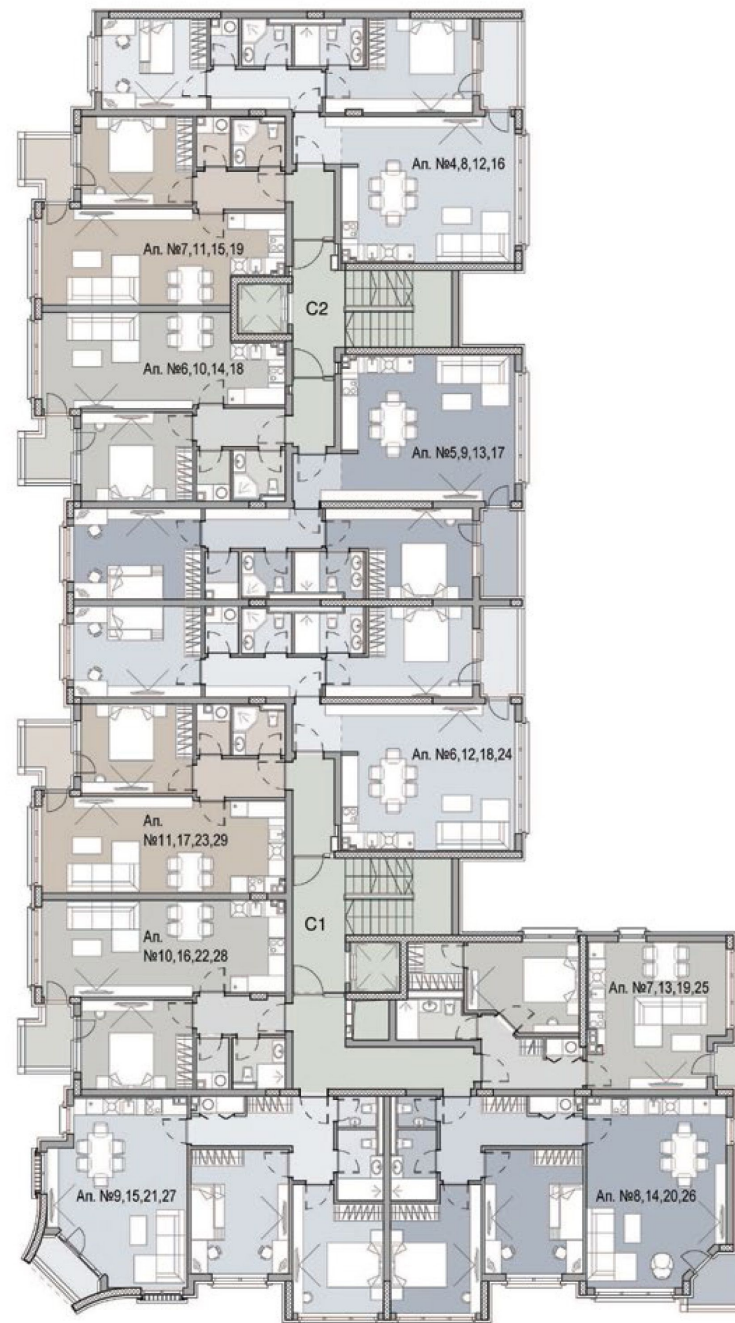 Ап. №4,8,12,16
Ап. №7,11,15,19
C2
Ап. №6,10,14,18
Ап. №5,9,13,17
Ап. №6,12,18,24
Ап.
№11,17,23,29
Ап.
№10,16,22,28
C1
Ап. №7,13,19,25
Ап. №9,15,21,27
Ап. №8,14,20,26